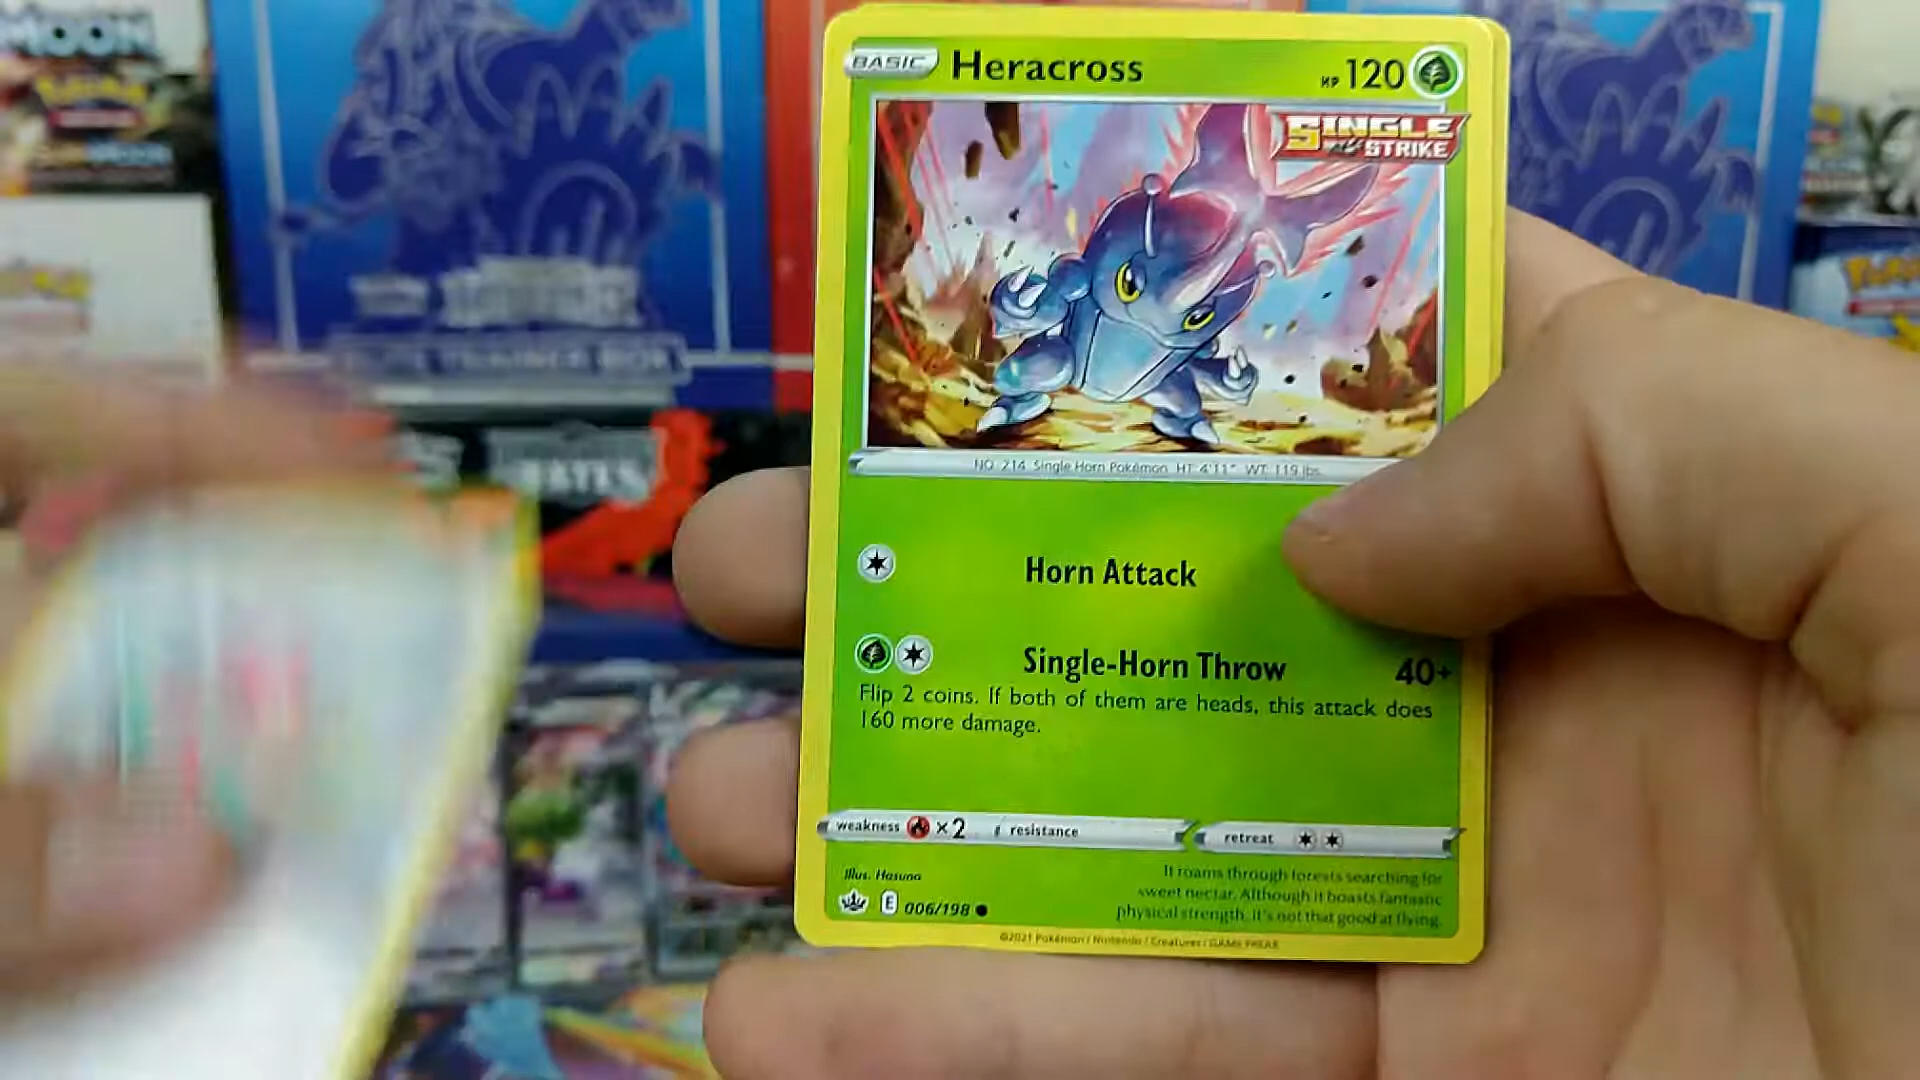 MOON
BASIC Heracross HP 120
SINGLE
STRIKE
NO. 214 Single Horn Pokémon HT: 4'11" WT: 119 lbs.
Horn Attack
Single-Horn Throw 40+
Flip 2 coins. If both of them are heads, this attack does
160 more damage.
weakness ×2 resistance retreat
Illus. Hasuno
E 006/198
It roams through forests searching for
sweet nectar. Although it boasts fantastic
physical strength, it's not that good at flying.
©2021 Pokémon / Nintendo / Creatures / GAME FREAK